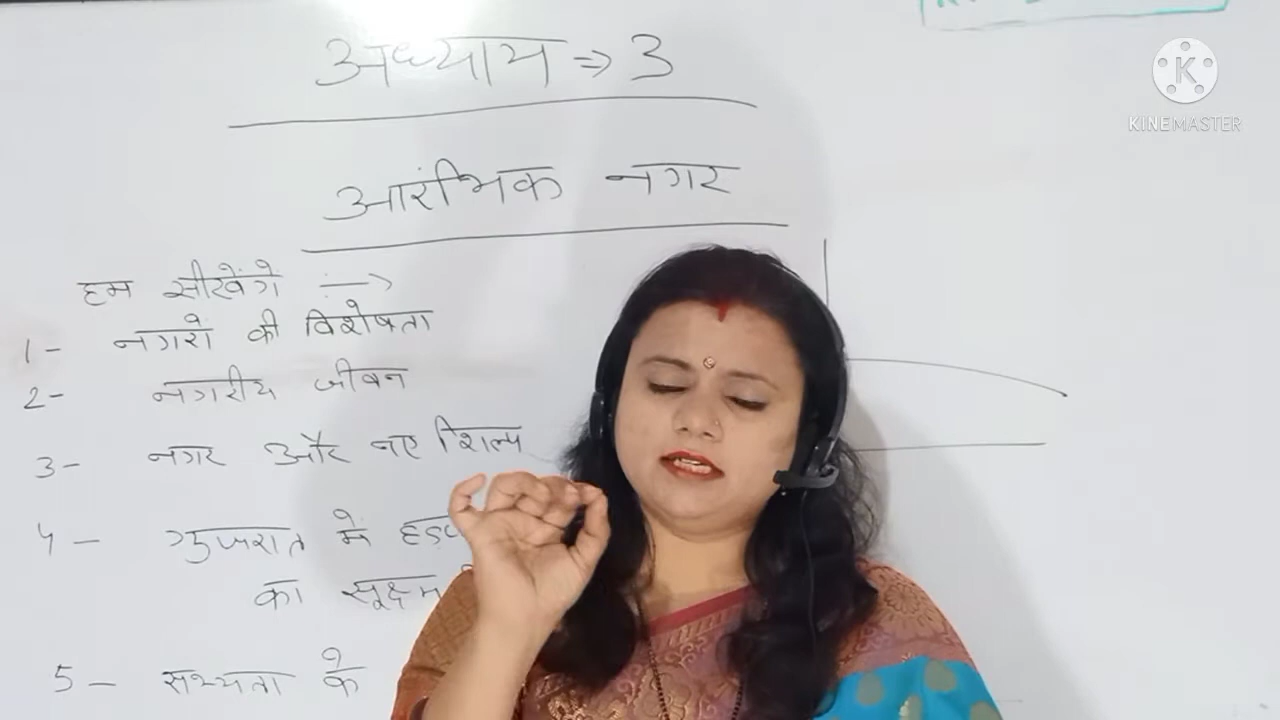 अध्याय ⇒ 3
आरंभिक नगर
हम सीखेंगे ÷→
1- नगरों की विशेषता
2- नगरीय जीवन
3- नगर और नए शिल्प
4- गुजरात में
का सूक्ष्म
5- सभ्यता के
KINEMASTER